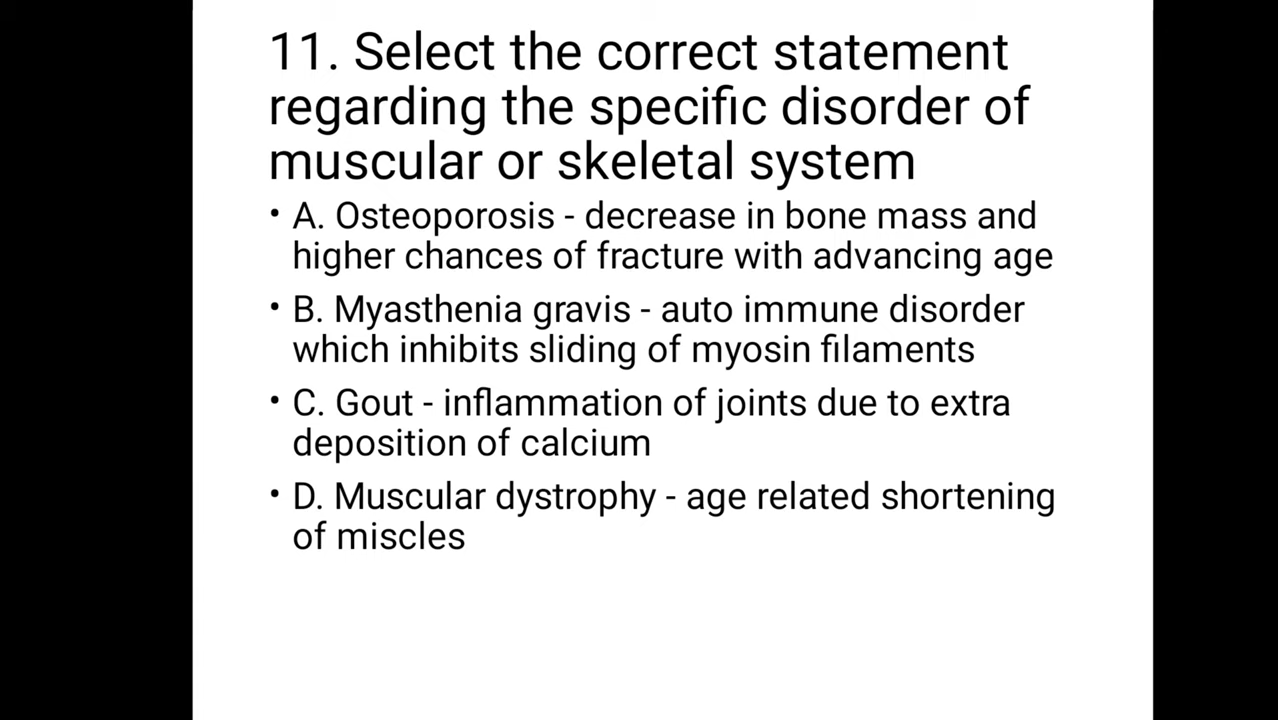 11. Select the correct statement
regarding the specific disorder of
muscular or skeletal system
• A. Osteoporosis - decrease in bone mass and
higher chances of fracture with advancing age
• B. Myasthenia gravis - auto immune disorder
which inhibits sliding of myosin filaments
• C. Gout - inflammation of joints due to extra
deposition of calcium
• D. Muscular dystrophy - age related shortening
of miscles